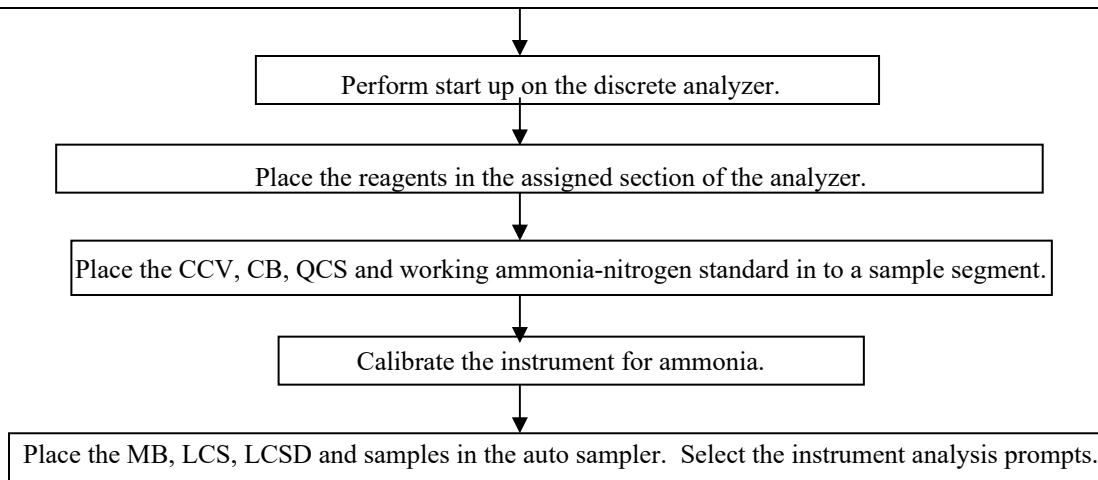 Perform start up on the discrete analyzer.
Place the reagents in the assigned section of the analyzer.
Place the CCV, CB, QCS and working ammonia-nitrogen standard in to a sample segment.
Calibrate the instrument for ammonia.
Place the MB, LCS, LCSD and samples in the auto sampler.  Select the instrument analysis prompts.